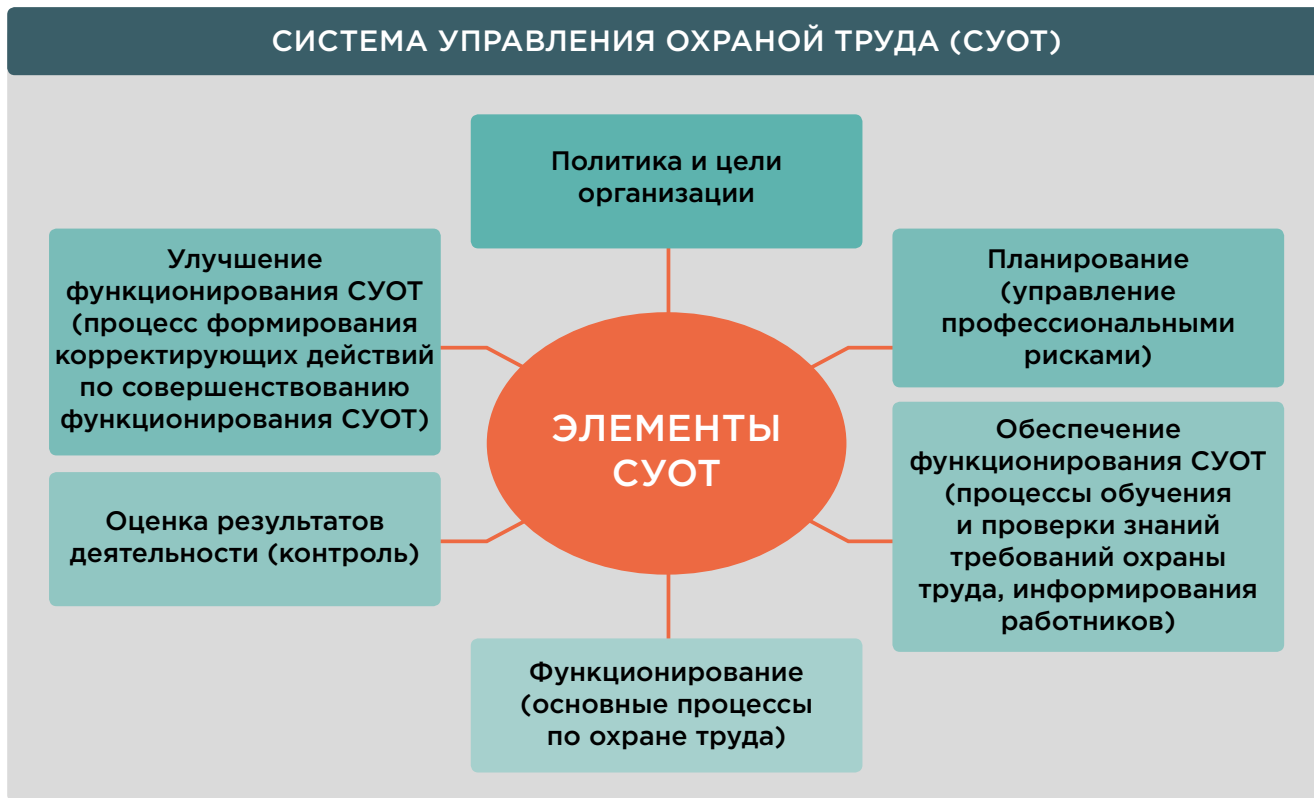 СИСТЕМА УПРАВЛЕНИЯ ОХРАНОЙ ТРУДА (СУОТ)
Политика и цели
организации
Улучшение
функционирования СУОТ
(процесс формирования
корректирующих действий
по совершенствованию
функционирования СУОТ)
Планирование
(управление
профессиональными
рисками)
ЭЛЕМЕНТЫ
СУОТ
Оценка результатов
деятельности (контроль)
Обеспечение
функционирования СУОТ
(процессы обучения
и проверки знаний
требований охраны
труда, информирования
работников)
Функционирование
(основные процессы
по охране труда)